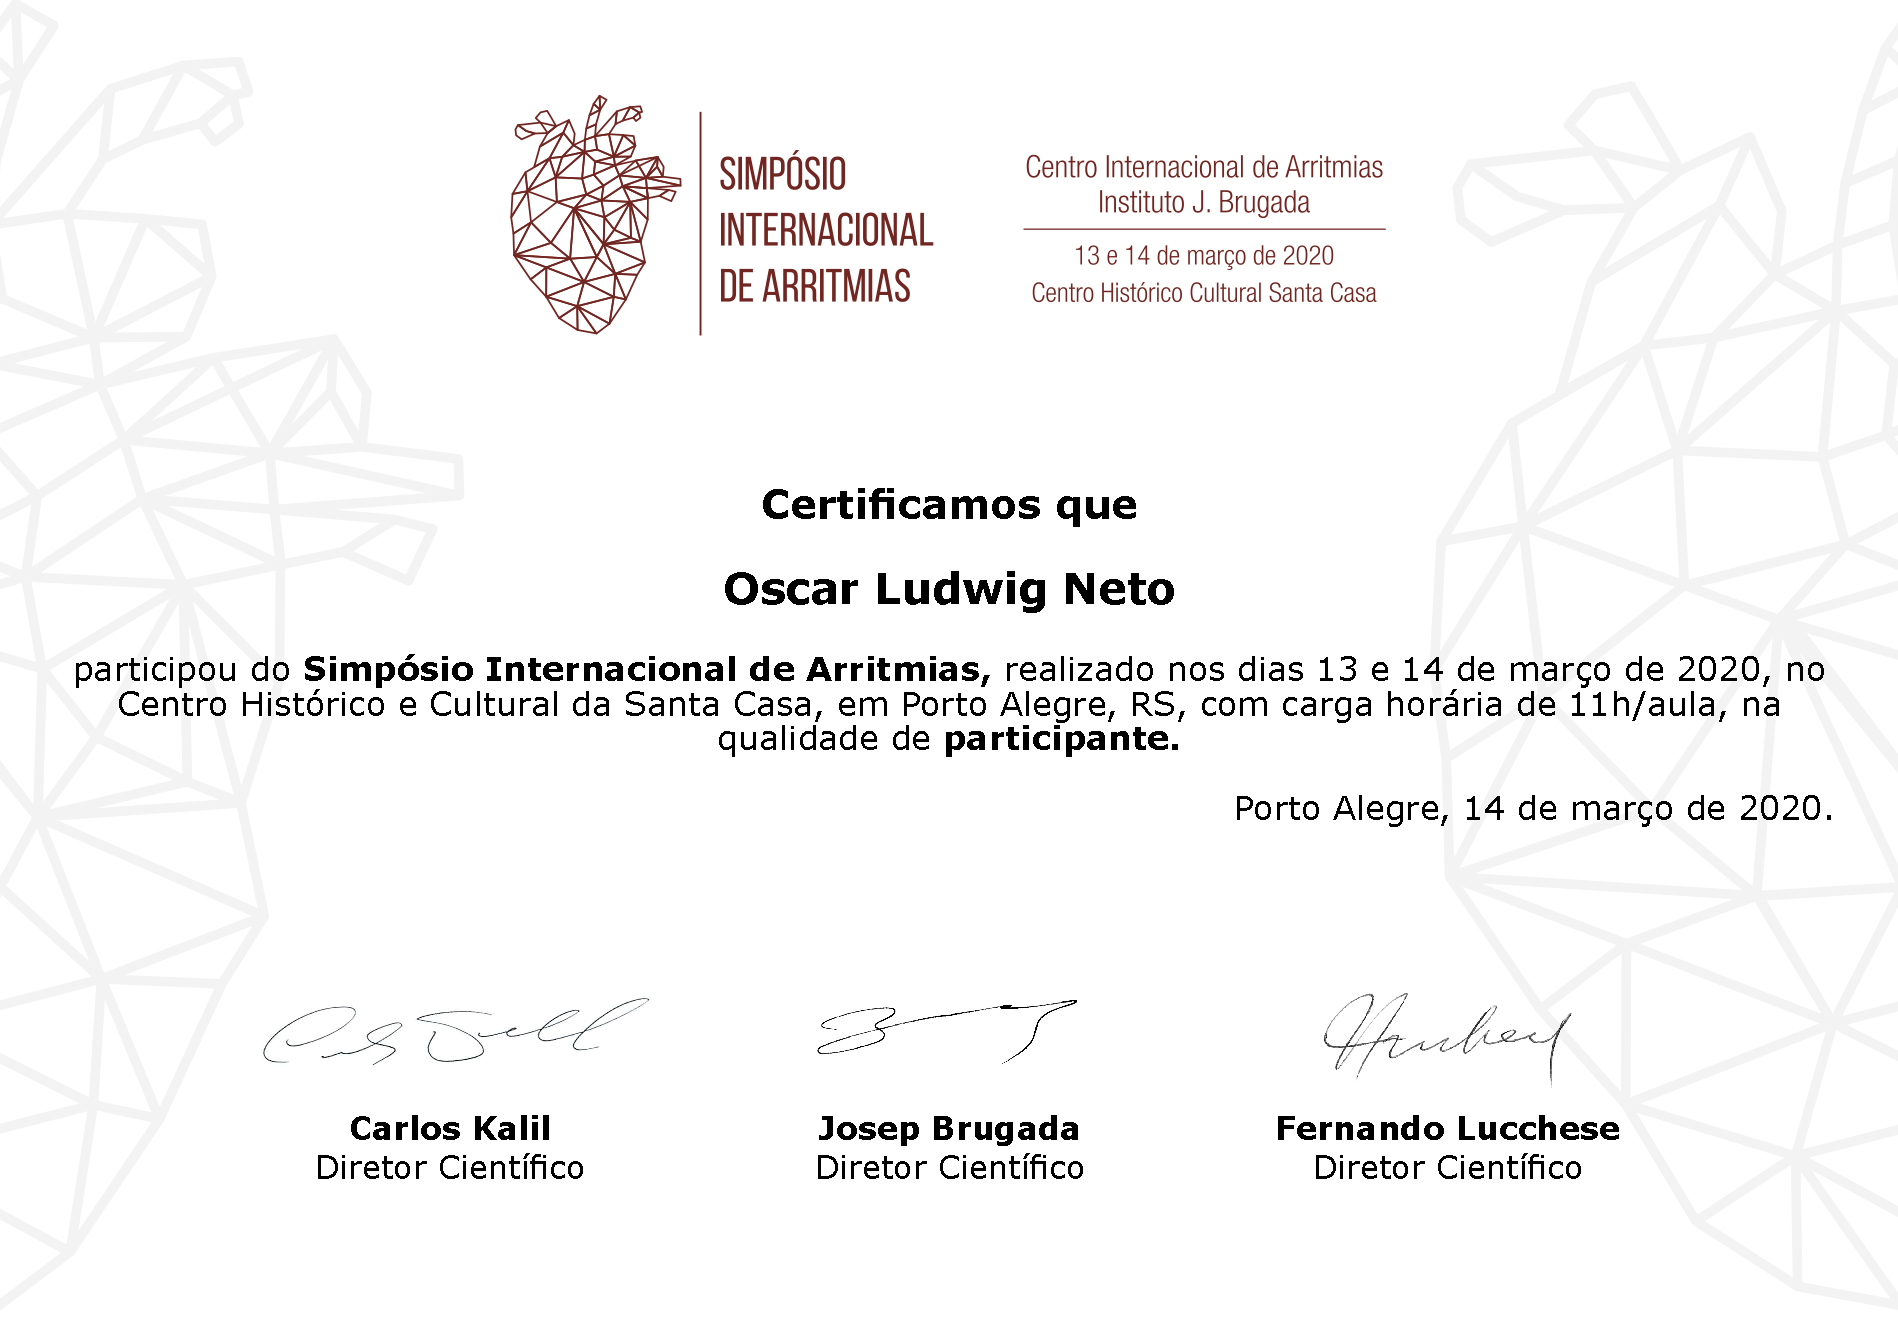 SIMPÓSIO
INTERNACIONAL
DE ARRITMIAS
Centro Internacional de Arritmias
Instituto J. Brugada
13 e 14 de março de 2020
Centro Histórico Cultural Santa Casa
Certificamos que
Oscar Ludwig Neto
participou do Simpósio Internacional de Arritmias, realizado nos dias 13 e 14 de março de 2020, no
Centro Histórico e Cultural da Santa Casa, em Porto Alegre, RS, com carga horária de 11h/aula, na
qualidade de participante.
Porto Alegre, 14 de março de 2020.
Carlos Kalil
Diretor Científico
Josep Brugada
Diretor Científico
Fernando Lucchese
Diretor Científico